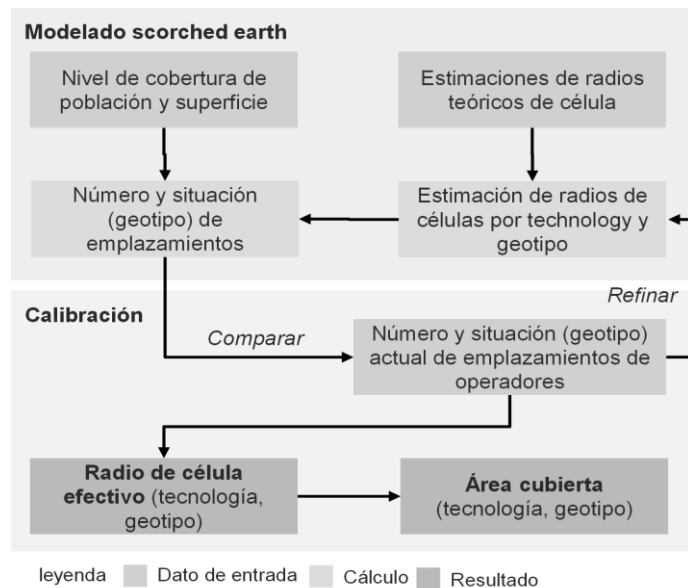 Modelado scorched earth
Nivel de cobertura de
población y superficie
Estimaciones de radios
teóricos de célula
Número y situación
(geotipo) de
emplazamientos
Estimación de radios de
células por technology y
geotipo
Refinar
Calibración
Comparar
Número y situación (geotipo)
actual de emplazamientos de
operadores
Radio de célula
efectivo (tecnología,
geotipo)
Área cubierta
(tecnología, geotipo)
leyenda Dato de entrada Cálculo Resultado